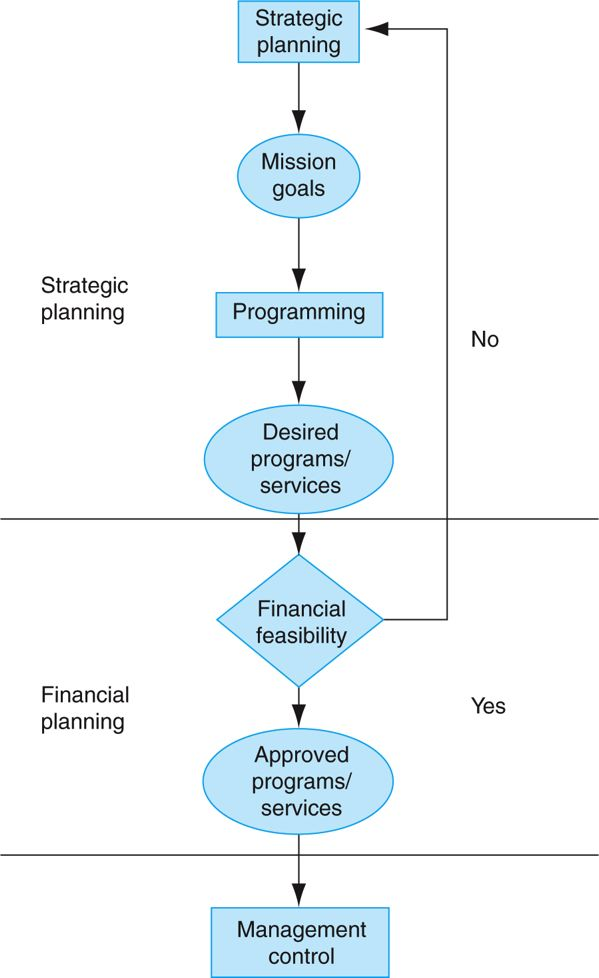 Strategic
planning
Mission
goals
Strategic
planning
Programming
No
Desired
programs/
services
Financial
feasibility
Financial
planning
Yes
Approved
programs/
services
Management
control